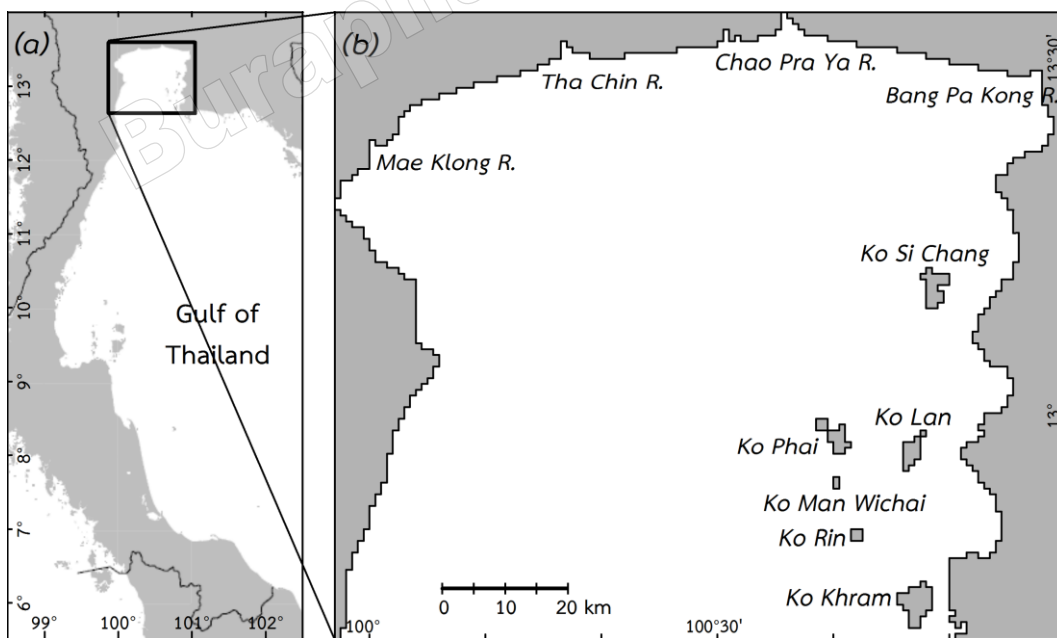 (a)
(b)
Burapha
13°
12°
11°
10°
9°
8°
7°
6°
99°
100°
101°
102°
Gulf of
Thailand
Tha Chin R.
Chao Pra Ya R.
Bang Pa Kong R.
Mae Klong R.
Ko Si Chang
Ko Lan
Ko Phai
Ko Man Wichai
Ko Rin
Ko Khram
0
10
20 km
100°
100°30'
13°30'
13°